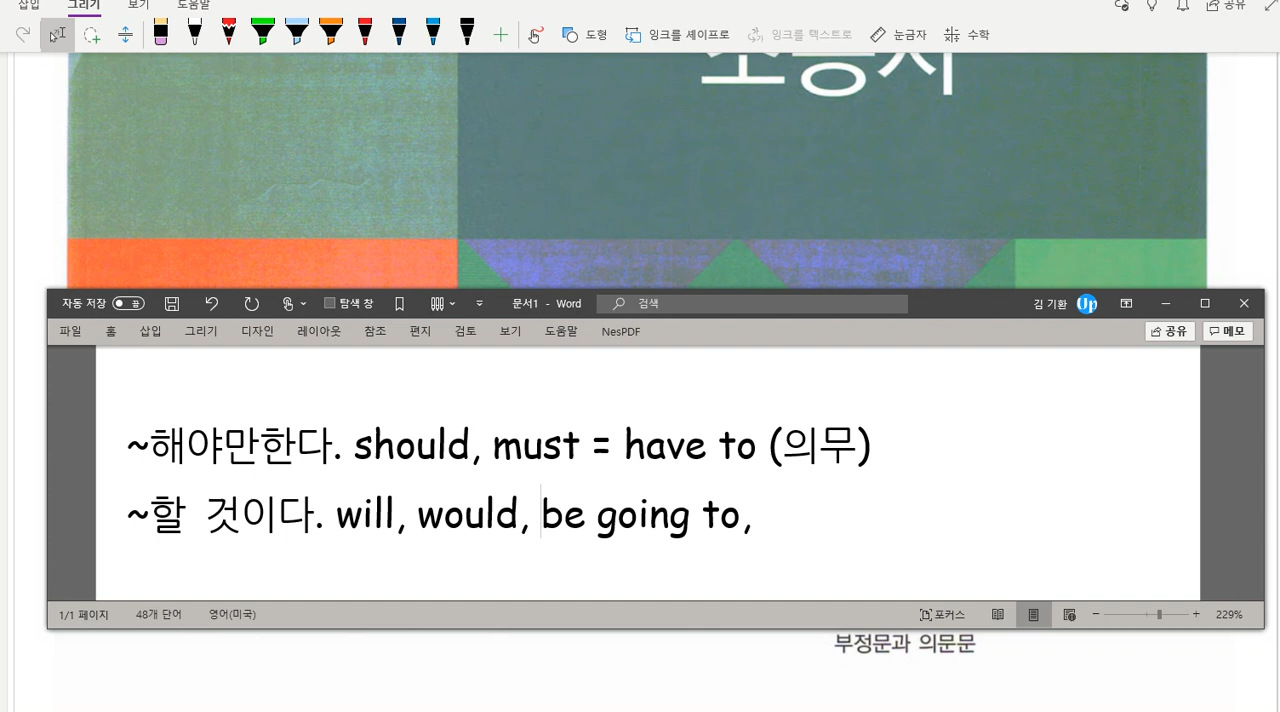 삽입 그리기 보기 도움말 공유
도형 잉크를 셰이프로 잉크를 텍스트로 눈금자 수학
조동사
자동 저장 탐색 창 문서1 - Word 검색 김 기환 Up
파일 홈 삽입 그리기 디자인 레이아웃 참조 편지 검토 보기 도움말 NesPDF 공유 메모
~해야만한다. should, must = have to (의무)
~할 것이다. will, would, be going to,
1/1 페이지 48개 단어 영어(미국) 포커스 229%
부정문과 의문문